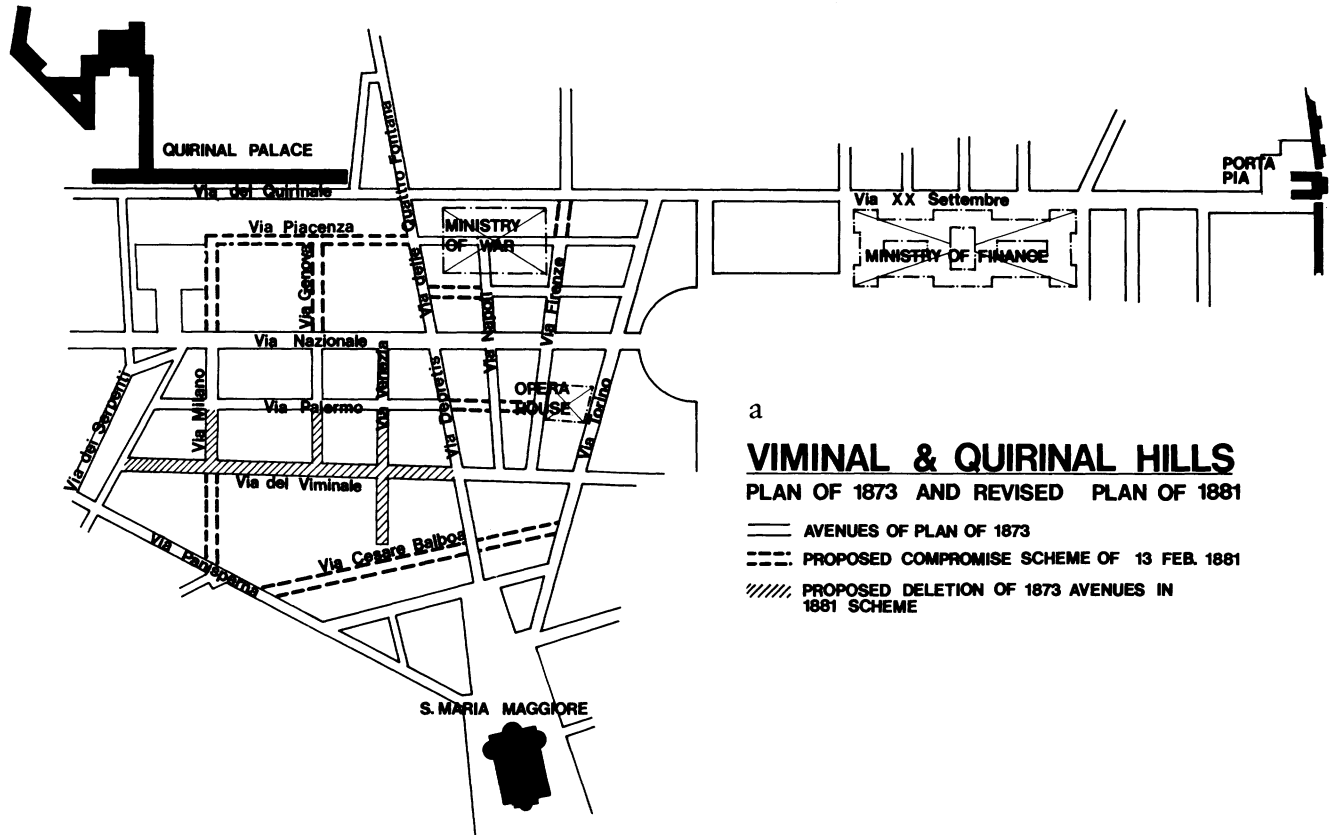 QUIRINAL PALACE
Via del Quirinale
Quattro Fontana
Via delle
Via Piacenza
MINISTRY
OF WAR
Via XX Settembre
PORTA
PIA
MINISTRY OF FINANCE
Via Genova
Via Napoli
Via Firenze
Via Nazionale
Via Venezia
Via Milano
Via Palermo
Via Depretis
OPERA
HOUSE
Via Torino
Via dei Serpenti
Via del Viminale
Via Panisperna
Via Cesare Balbos
S. MARIA MAGGIORE
a
VIMINAL & QUIRINAL HILLS
PLAN OF 1873 AND REVISED PLAN OF 1881
AVENUES OF PLAN OF 1873
PROPOSED COMPROMISE SCHEME OF 13 FEB. 1881
PROPOSED DELETION OF 1873 AVENUES IN
1881 SCHEME